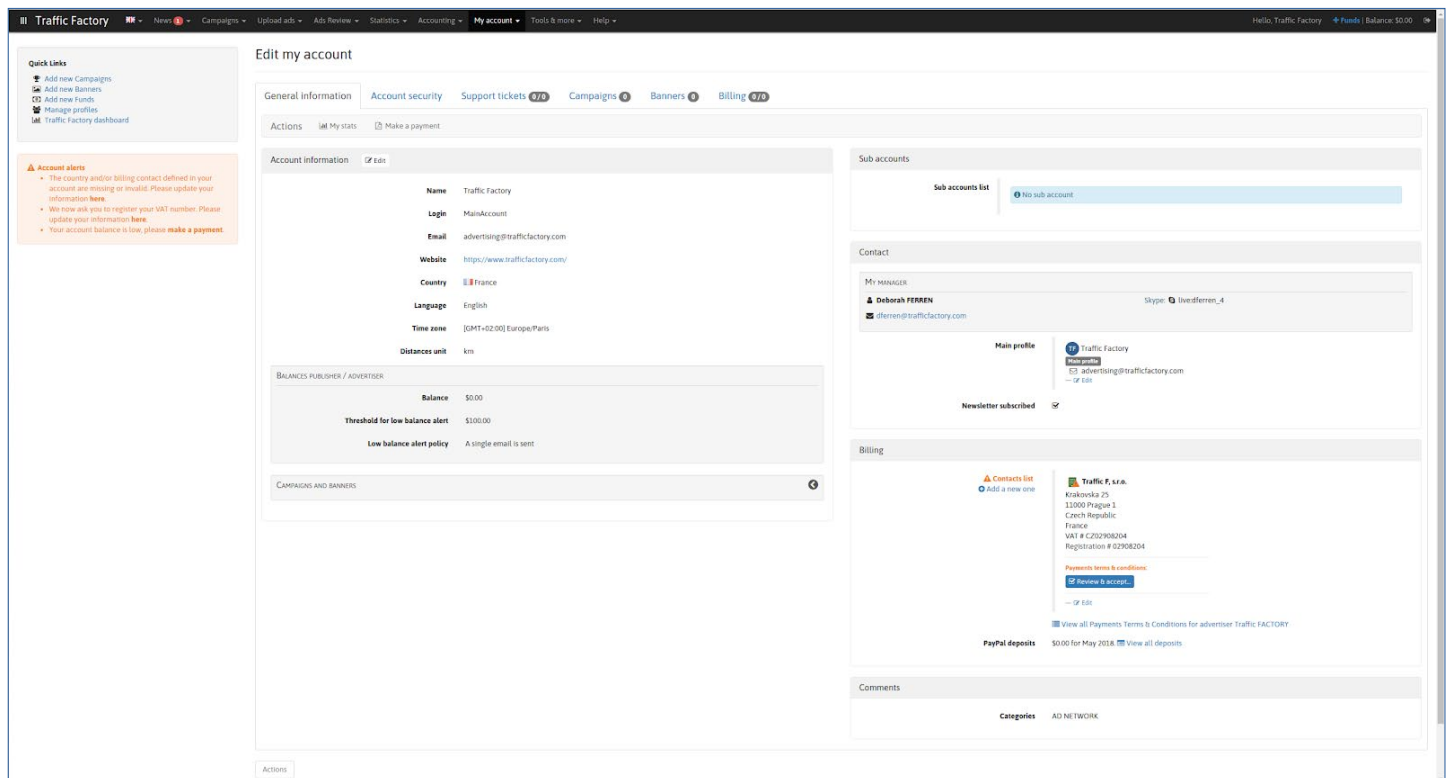 Traffic Factory News 1 Campaigns Upload ads Ads Review Statistics Accounting My account Tools & more Help Hello, Traffic Factory + Funds | Balance: $0.00
Quick Links
Add new Campaigns
Add new Banners
Add new Funds
Manage profiles
Traffic Factory dashboard
Account alerts
• The country and/or billing contact defined in your
account are missing or invalid. Please update your
information here.
• We now ask you to register your VAT number. Please
update your information here.
• Your account balance is low, please make a payment.
Edit my account
General information Account security Support tickets 0/0 Campaigns 0 Banners 0 Billing 0/0
Actions My stats Make a payment
Account information Edit
Name Traffic Factory
Login MainAccount
Email advertising@trafficfactory.com
Website https://www.trafficfactory.com/
Country France
Language English
Time zone [GMT+02:00] Europe/Paris
Distances unit km
BALANCES PUBLISHER / ADVERTISER
Balance $0.00
Threshold for low balance alert $100.00
Low balance alert policy A single email is sent
CAMPAIGNS AND BANNERS
Sub accounts
Sub accounts list No sub account
Contact
MY MANAGER
Deborah FERREN Skype: live:dferren_4
dferren@trafficfactory.com
Main profile TF Traffic Factory
Main profile
advertising@trafficfactory.com
— Edit
Newsletter subscribed
Billing
Contacts list
Add a new one
Traffic F, s.r.o.
Krakovska 25
11000 Prague 1
Czech Republic
France
VAT # CZ02908204
Registration # 02908204
Payments terms & conditions:
Review & accept...
— Edit
View all Payments Terms & Conditions for advertiser Traffic FACTORY
PayPal deposits $0.00 for May 2018. View all deposits
Comments
Categories AD NETWORK
Actions